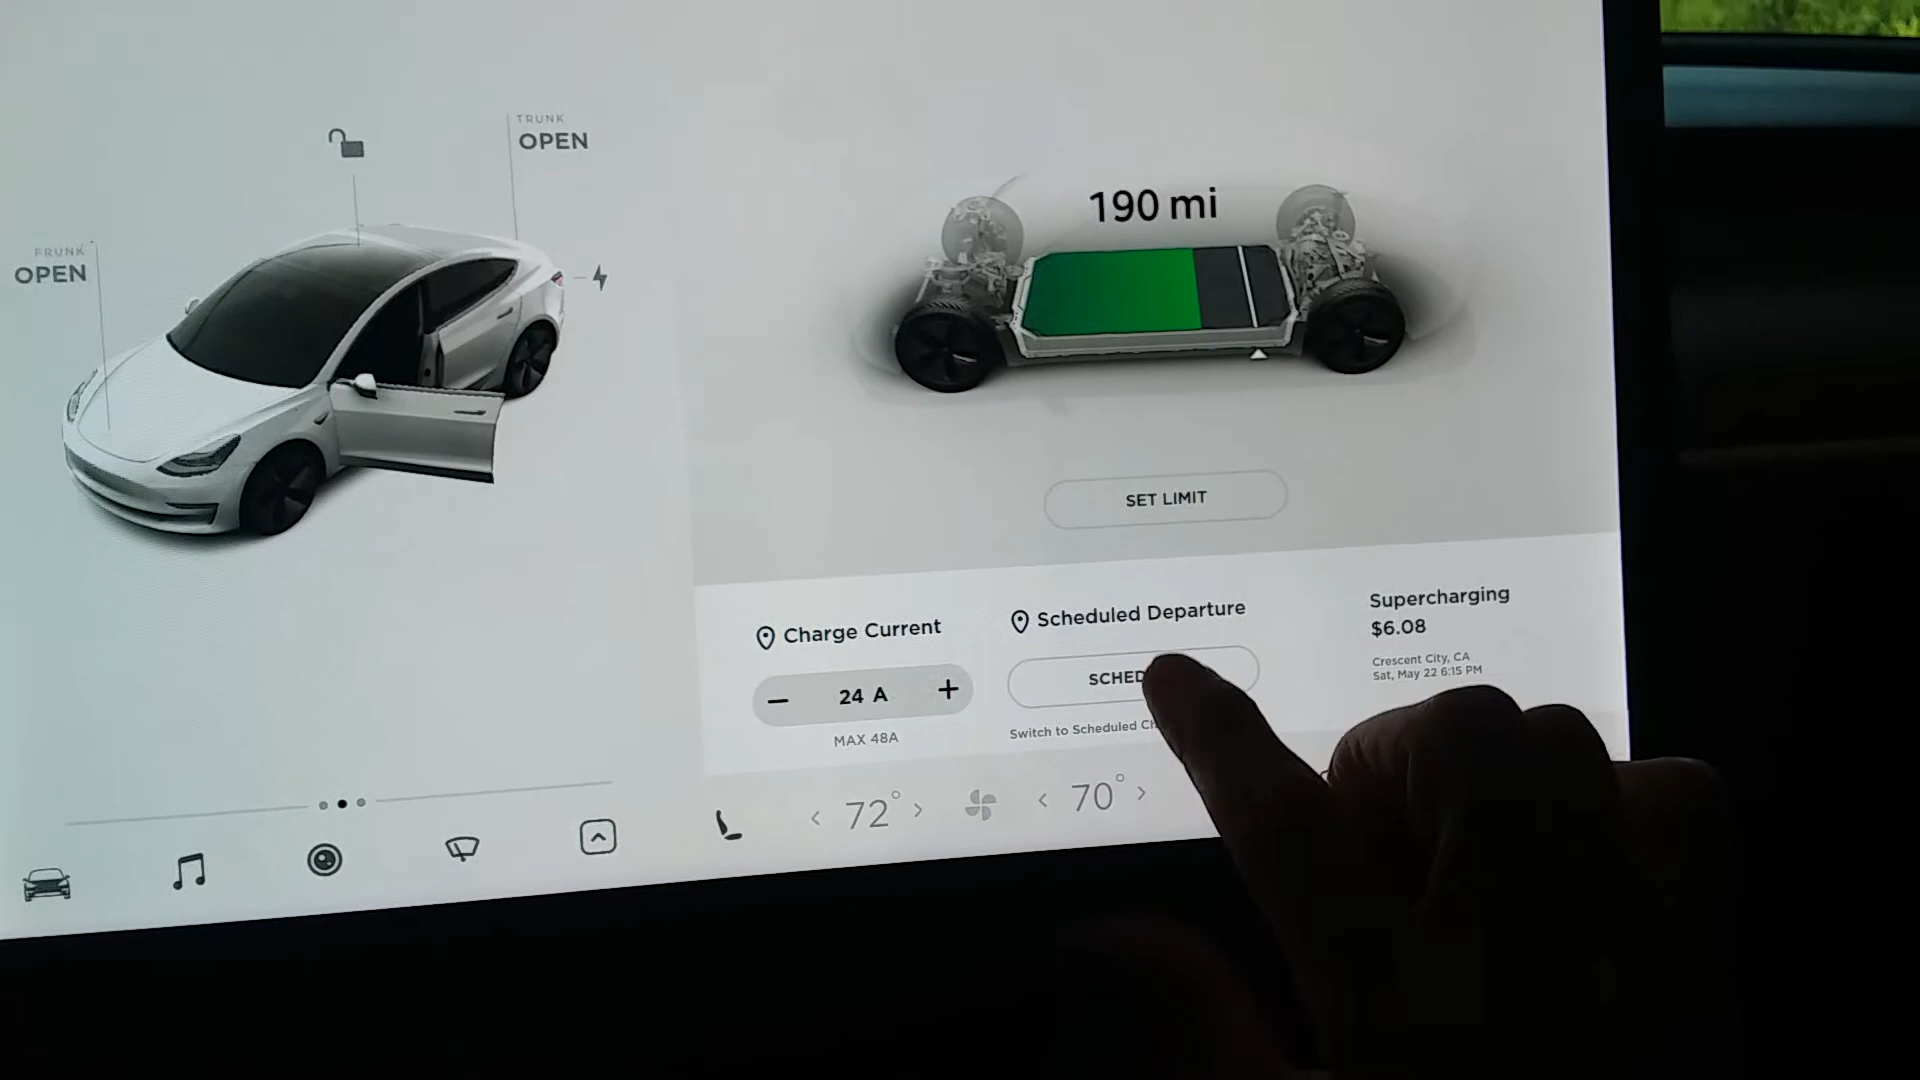 TRUNK
OPEN
FRUNK
OPEN
190 mi
SET LIMIT
Charge Current
− 24 A +
MAX 48A
Scheduled Departure
Switch to Scheduled
Supercharging
$6.08
Crescent City, CA
Sat, May 22 6:15 PM
< 72° >
< 70° >